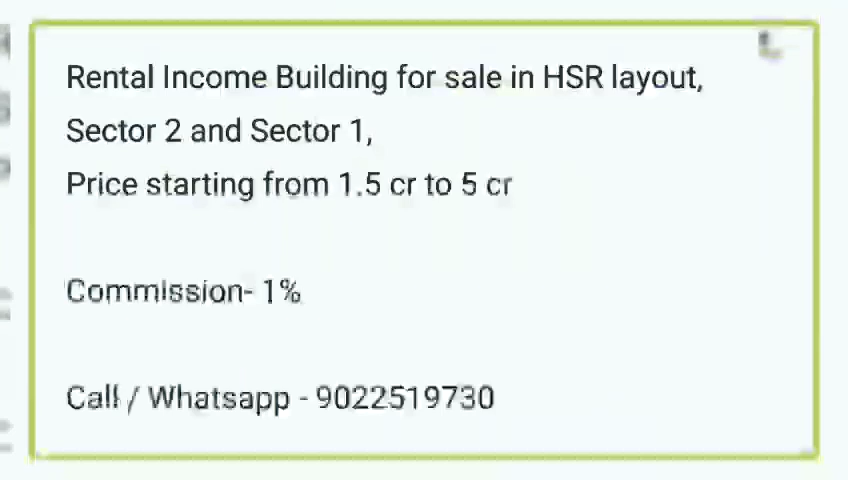 Rental Income Building for sale in HSR layout,
Sector 2 and Sector 1,
Price starting from 1.5 cr to 5 cr
Commission- 1%
Call / Whatsapp - 9022519730